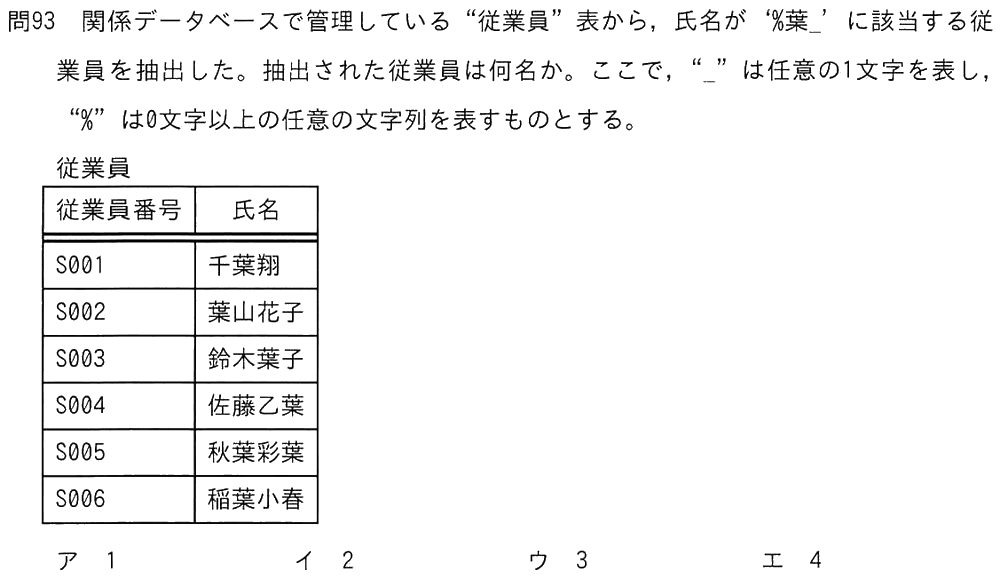 問93 関係データベースで管理している“従業員”表から，氏名が‘%葉_’に該当する従
業員を抽出した。抽出された従業員は何名か。ここで，“_”は任意の1文字を表し，
“%”は0文字以上の任意の文字列を表すものとする。
従業員
従業員番号 氏名
S001 千葉翔
S002 葉山花子
S003 鈴木葉子
S004 佐藤乙葉
S005 秋葉彩葉
S006 稲葉小春
ア 1 イ 2 ウ 3 エ 4